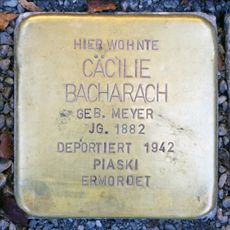 HIER WOHNTE
CÄCILIE
BACHARACH
GEB. MEYER
JG. 1882
DEPORTIERT 1942
PIASKI
ERMORDET